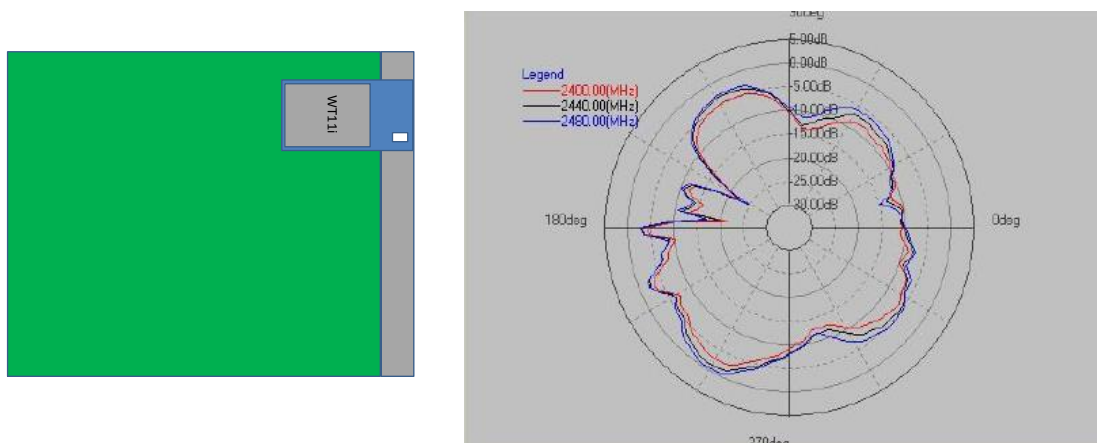 WT11i
90deg
5.00dB
0.00dB
-5.00dB
-10.00dB
-15.00dB
-20.00dB
-25.00dB
-30.00dB
Legend
2400.00(MHz)
2440.00(MHz)
2480.00(MHz)
180deg
0deg
270deg